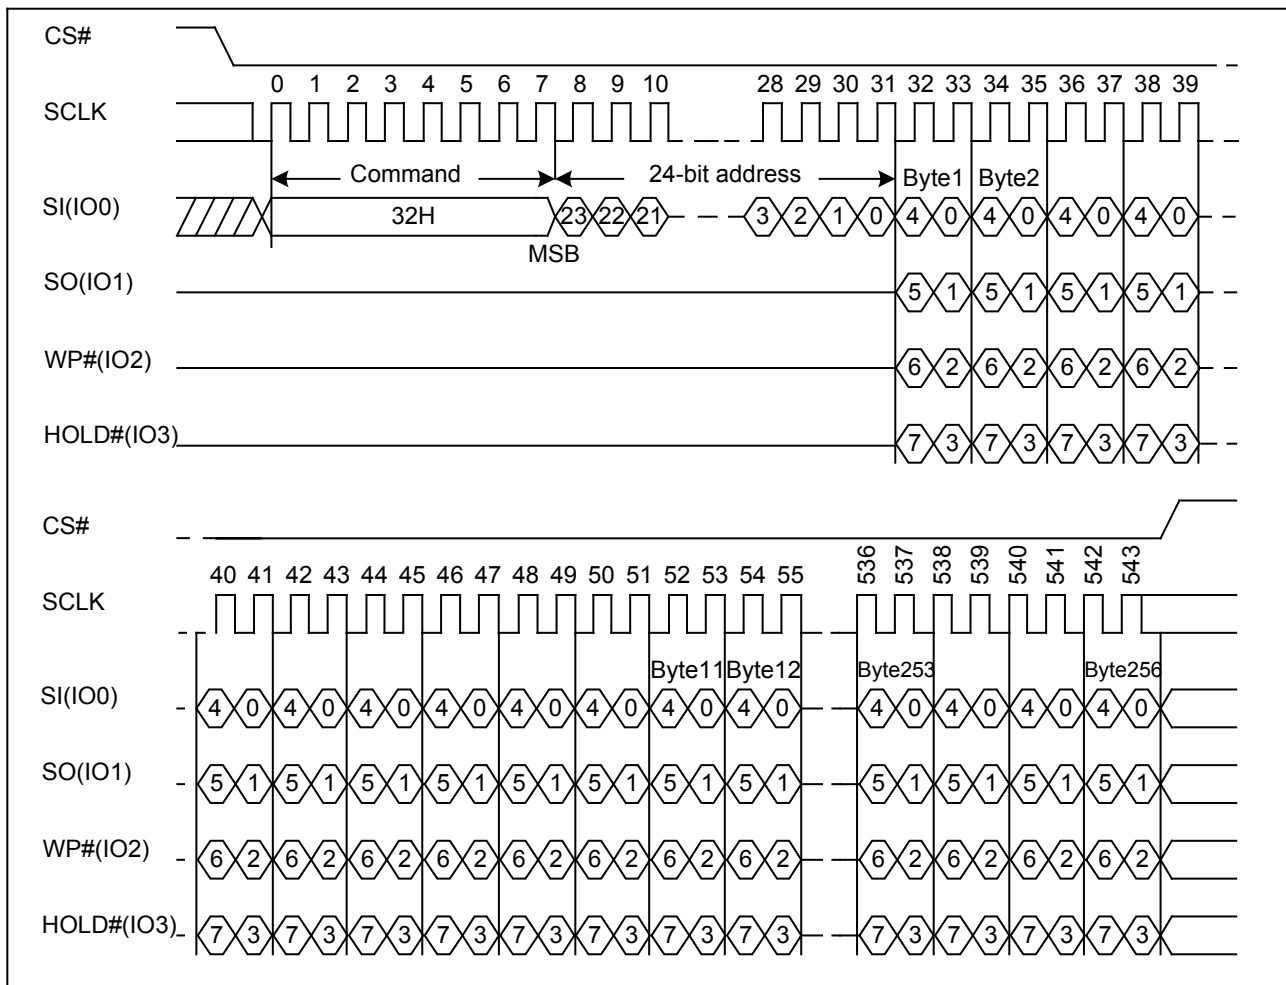 CS#
0 1 2 3 4 5 6 7 8 9 10 28 29 30 31 32 33 34 35 36 37 38 39
SCLK
Command 24-bit address Byte1 Byte2
SI(IO0) 32H 23 22 21 3 2 1 0 4 0 4 0 4 0 4 0
MSB
SO(IO1) 5 1 5 1 5 1 5 1
WP#(IO2) 6 2 6 2 6 2 6 2
HOLD#(IO3) 7 3 7 3 7 3 7 3
CS#
40 41 42 43 44 45 46 47 48 49 50 51 52 53 54 55 536 537 538 539 540 541 542 543
SCLK
Byte11 Byte12 Byte253 Byte256
SI(IO0) 4 0 4 0 4 0 4 0 4 0 4 0 4 0 4 0 4 0 4 0 4 0 4 0
SO(IO1) 5 1 5 1 5 1 5 1 5 1 5 1 5 1 5 1 5 1 5 1 5 1 5 1
WP#(IO2) 6 2 6 2 6 2 6 2 6 2 6 2 6 2 6 2 6 2 6 2 6 2 6 2
HOLD#(IO3) 7 3 7 3 7 3 7 3 7 3 7 3 7 3 7 3 7 3 7 3 7 3 7 3